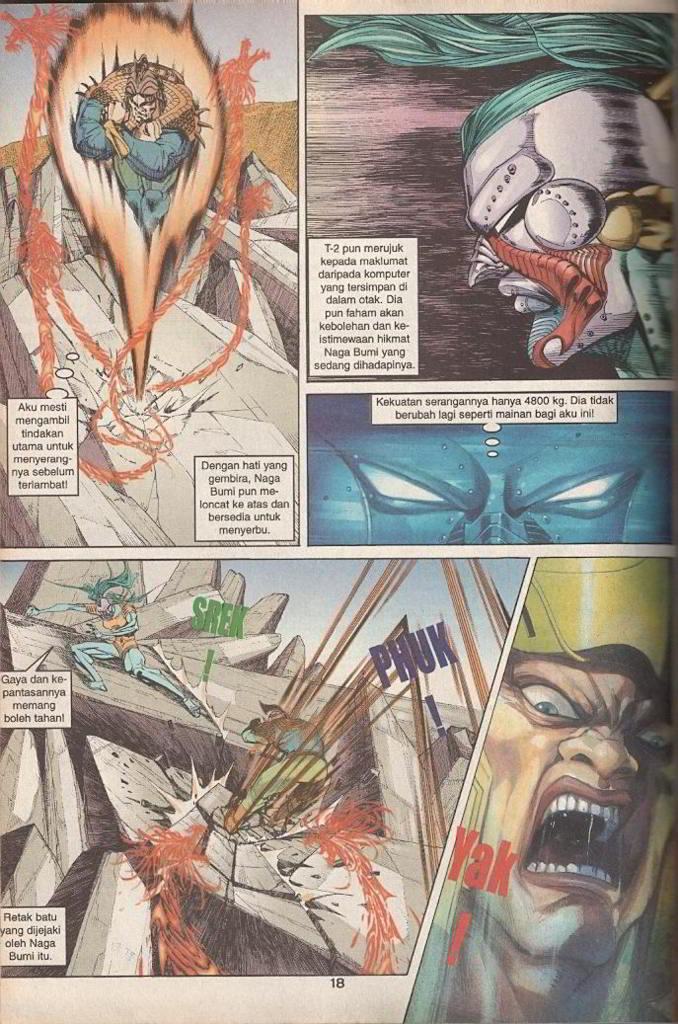 Aku mesti
mengambil
tindakan
utama untuk
menyerang-
nya sebelum
terlambat!
Dengan hati yang
gembira, Naga
Bumi pun me-
loncat ke atas dan
bersedia untuk
menyerbu.
T-2 pun merujuk
kepada maklumat
daripada komputer
yang tersimpan di
dalam otak. Dia
pun faham akan
kebolehan dan ke-
istimewaan hikmat
Naga Bumi yang
sedang dihadapinya.
Kekuatan serangannya hanya 4800 kg. Dia tidak
berubah lagi seperti mainan bagi aku ini!
Gaya dan ke-
pantasannya
memang
boleh tahan!
SREK
!
PHUK
!
Retak batu
yang dijejaki
oleh Naga
Bumi itu.
Yak
!
18